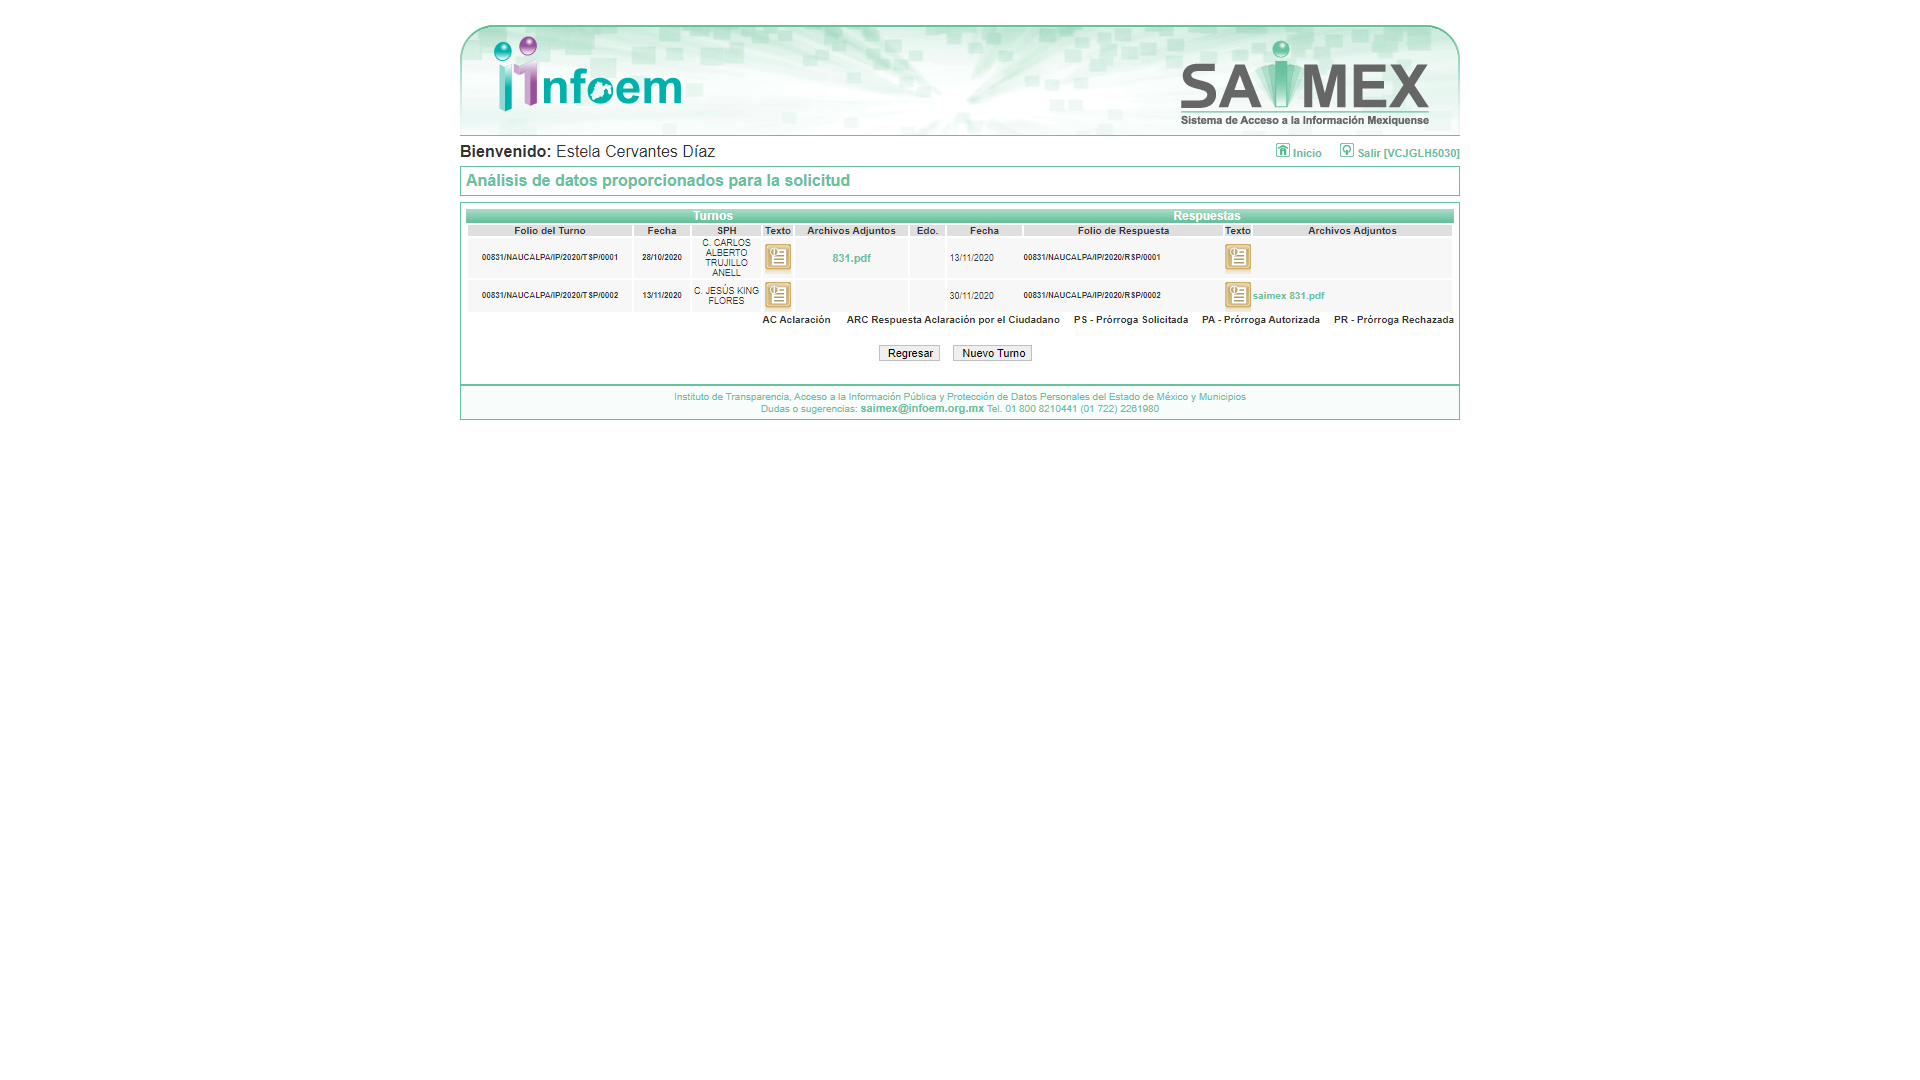 infoem
SAIMEX
Sistema de Acceso a la Información Mexiquense
Bienvenido: Estela Cervantes Díaz
Inicio Salir [VCJGLH5030]
Análisis de datos proporcionados para la solicitud
Turnos Respuestas
Folio del Turno Fecha SPH Texto Archivos Adjuntos Edo. Fecha Folio de Respuesta Texto Archivos Adjuntos
00831/NAUCALPA/IP/2020/TSP/0001 28/10/2020 C. CARLOS ALBERTO TRUJILLO ANELL 831.pdf 13/11/2020 00831/NAUCALPA/IP/2020/RSP/0001
00831/NAUCALPA/IP/2020/TSP/0002 13/11/2020 C. JESÚS KING FLORES 30/11/2020 00831/NAUCALPA/IP/2020/RSP/0002 saimex 831.pdf
AC Aclaración ARC Respuesta Aclaración por el Ciudadano PS - Prórroga Solicitada PA - Prórroga Autorizada PR - Prórroga Rechazada
Regresar Nuevo Turno
Instituto de Transparencia, Acceso a la Información Pública y Protección de Datos Personales del Estado de México y Municipios
Dudas o sugerencias: saimex@infoem.org.mx Tel. 01 800 8210441 (01 722) 2261980